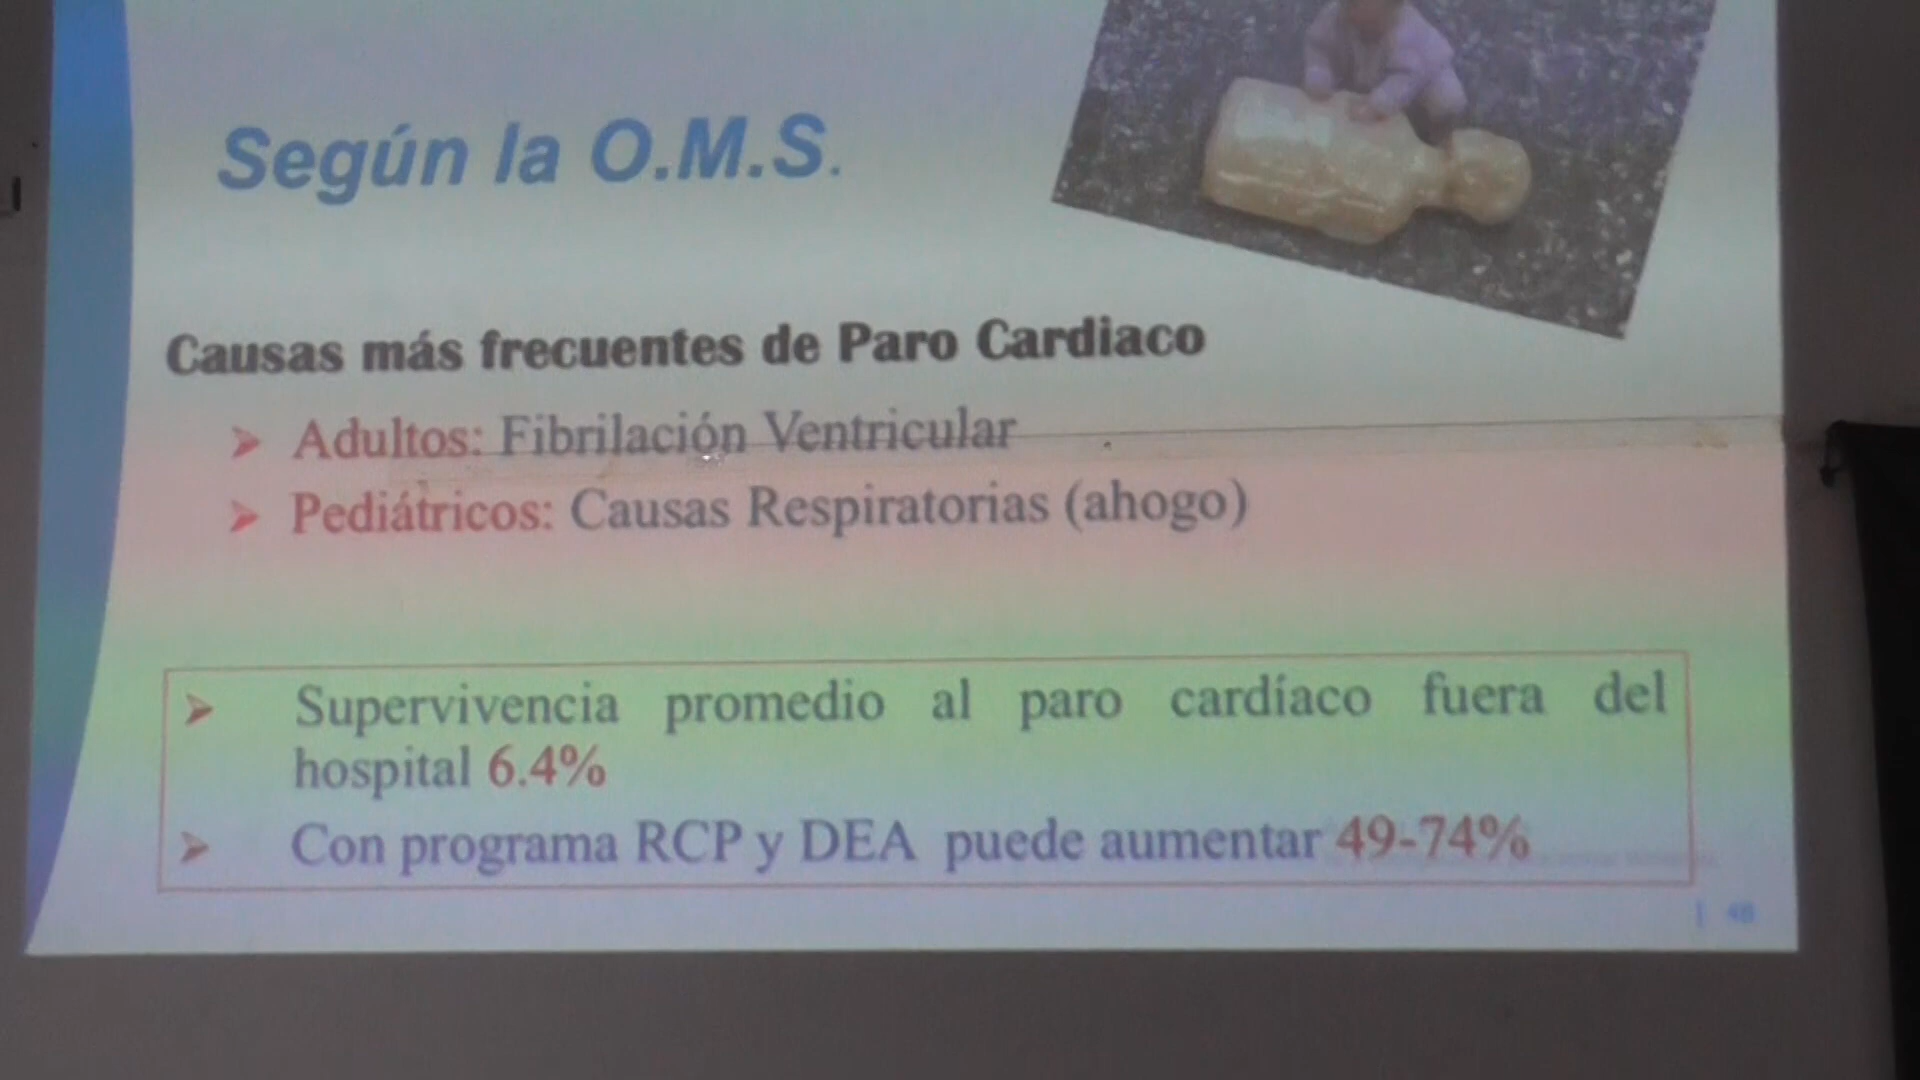 Según la O.M.S.
Causas más frecuentes de Paro Cardiaco
➢ Adultos: Fibrilación Ventricular
➢ Pediátricos: Causas Respiratorias (ahogo)
➢ Supervivencia promedio al paro cardíaco fuera del
hospital 6.4%
➢ Con programa RCP y DEA puede aumentar 49-74%